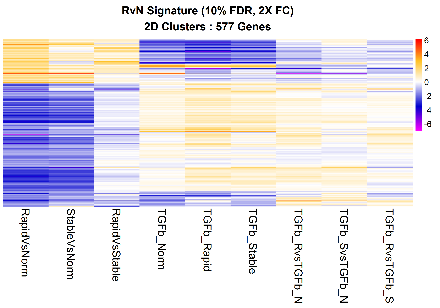 RvN Signature (10% FDR, 2X FC)
2D Clusters : 577 Genes
6
4
2
0
-2
-4
-6
RapidVsNorm
StableVsNorm
RapidVsStable
TGFb_Norm
TGFb_Rapid
TGFb_Stable
TGFb_RvsTGFb_N
TGFb_SvsTGFb_N
TGFb_RvsTGFb_S